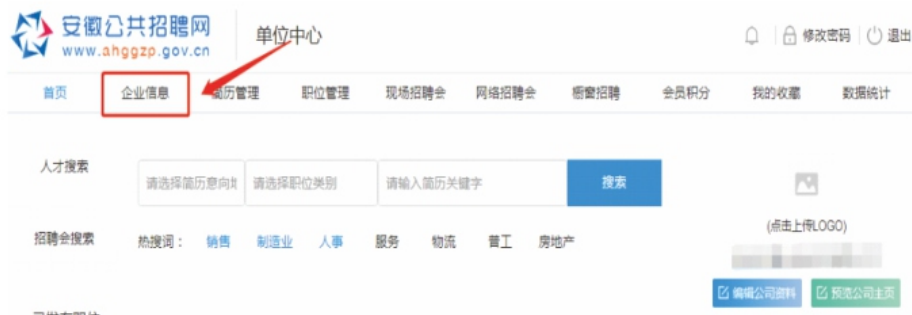 安徽公共招聘网
www.ahggzp.gov.cn
单位中心
修改密码
退出
首页
企业信息
简历管理
职位管理
现场招聘会
网络招聘会
橱窗招聘
会员积分
我的收藏
数据统计
人才搜索
请选择简历意向地
请选择职位类别
请输入简历关键字
搜索
招聘会搜索
热搜词：
销售
制造业
人事
服务
物流
普工
房地产
(点击上传LOGO)
编辑公司资料
预览公司主页